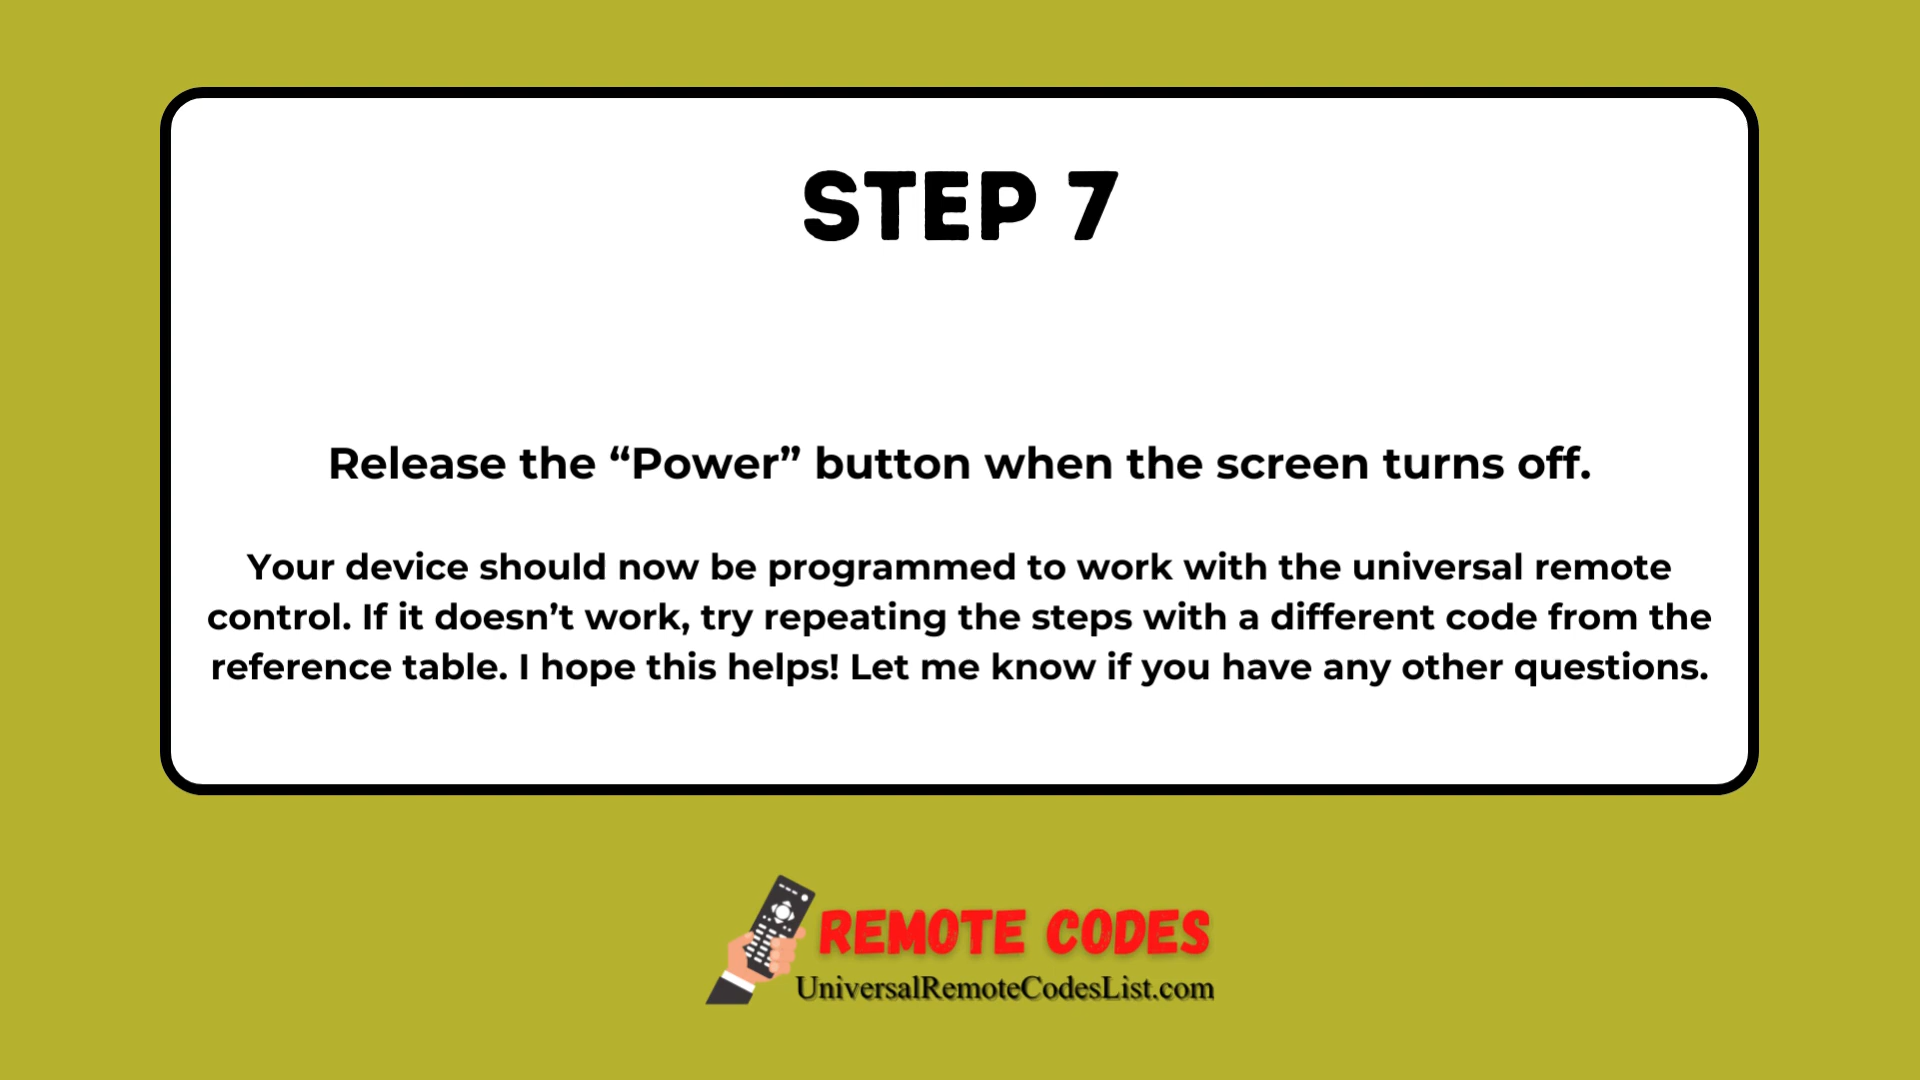 STEP 7
Release the “Power” button when the screen turns off.
Your device should now be programmed to work with the universal remote
control. If it doesn’t work, try repeating the steps with a different code from the
reference table. I hope this helps! Let me know if you have any other questions.
REMOTE CODES
UniversalRemoteCodesList.com